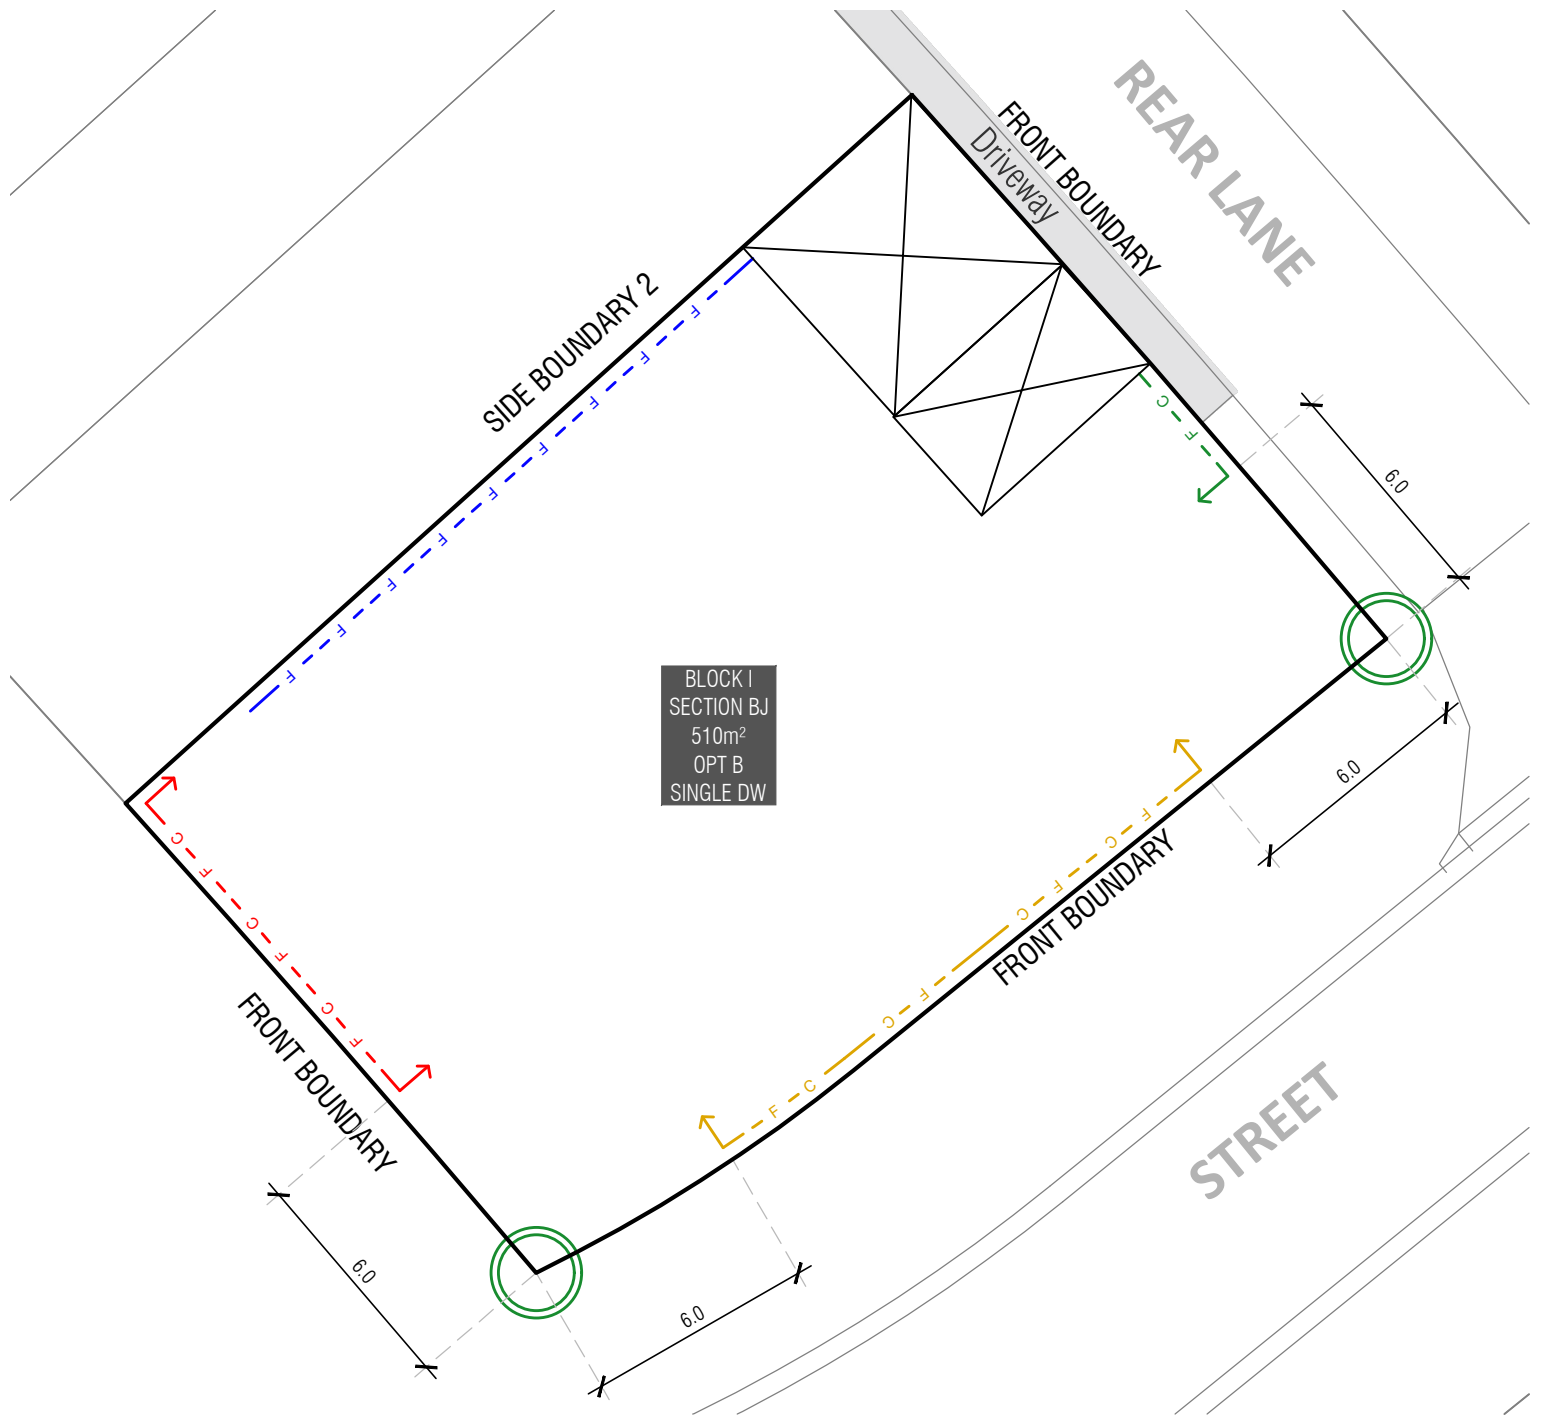 REAR LANE
FRONT BOUNDARY
Driveway
SIDE BOUNDARY 2
F
F
F
F
F
F
F
F
F
C
F
6.0
BLOCK I
SECTION BJ
510m²
OPT B
SINGLE DW
6.0
C
F
C
F
C
F
F
C
F
C
F
C
C
F
FRONT BOUNDARY
FRONT BOUNDARY
STREET
6.0
6.0